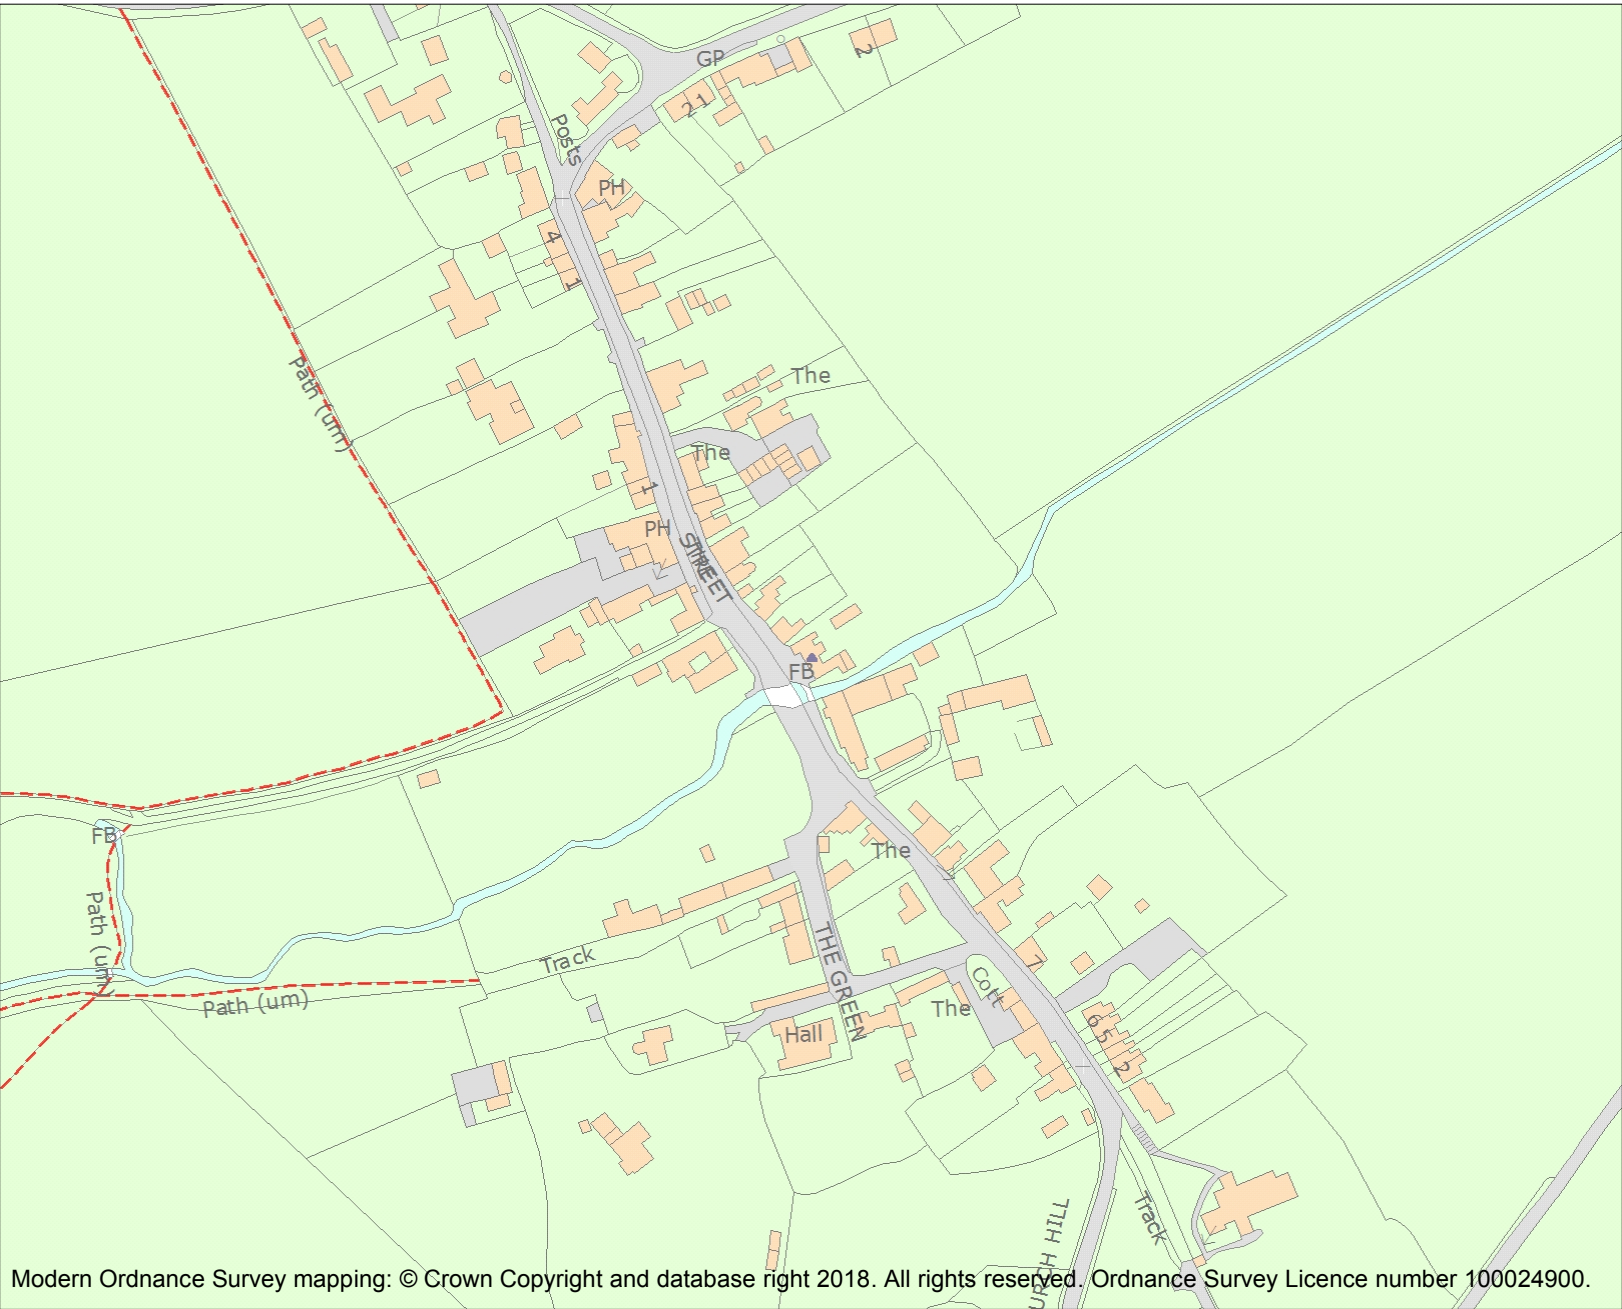 GP
2
2 1
Posts
PH
4
1
Path (um)
The
The
1
PH
STREET
FB
FB
The
Path (um)
Track
THE GREEN
7
Cott
Path (um)
The
Hall
6 5
2
Track
URCH HILL
Modern Ordnance Survey mapping: © Crown Copyright and database right 2018. All rights reserved. Ordnance Survey Licence number 100024900.